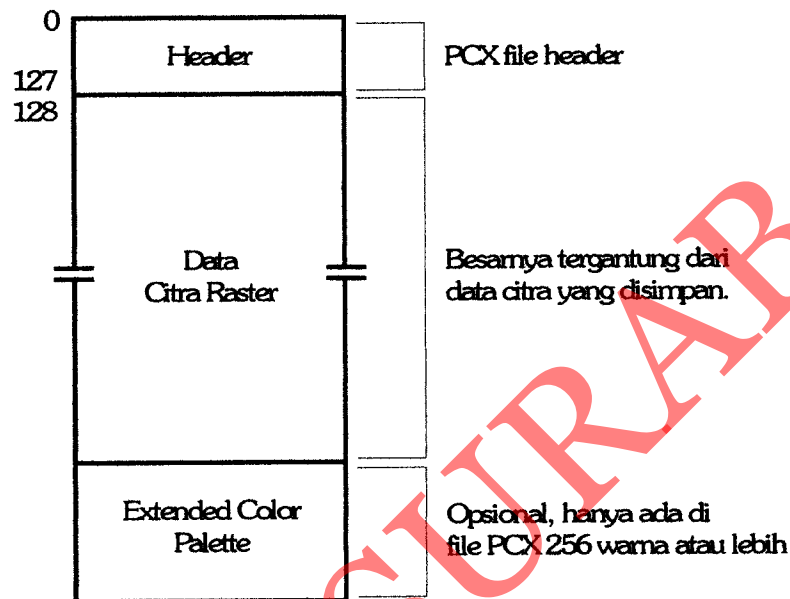 0
Header
PCX file header
127
128
Data
Citra Raster
Besarnya tergantung dari
data citra yang disimpan.
Extended Color
Palette
Opsional, hanya ada di
file PCX 256 warna atau lebih
CURAR